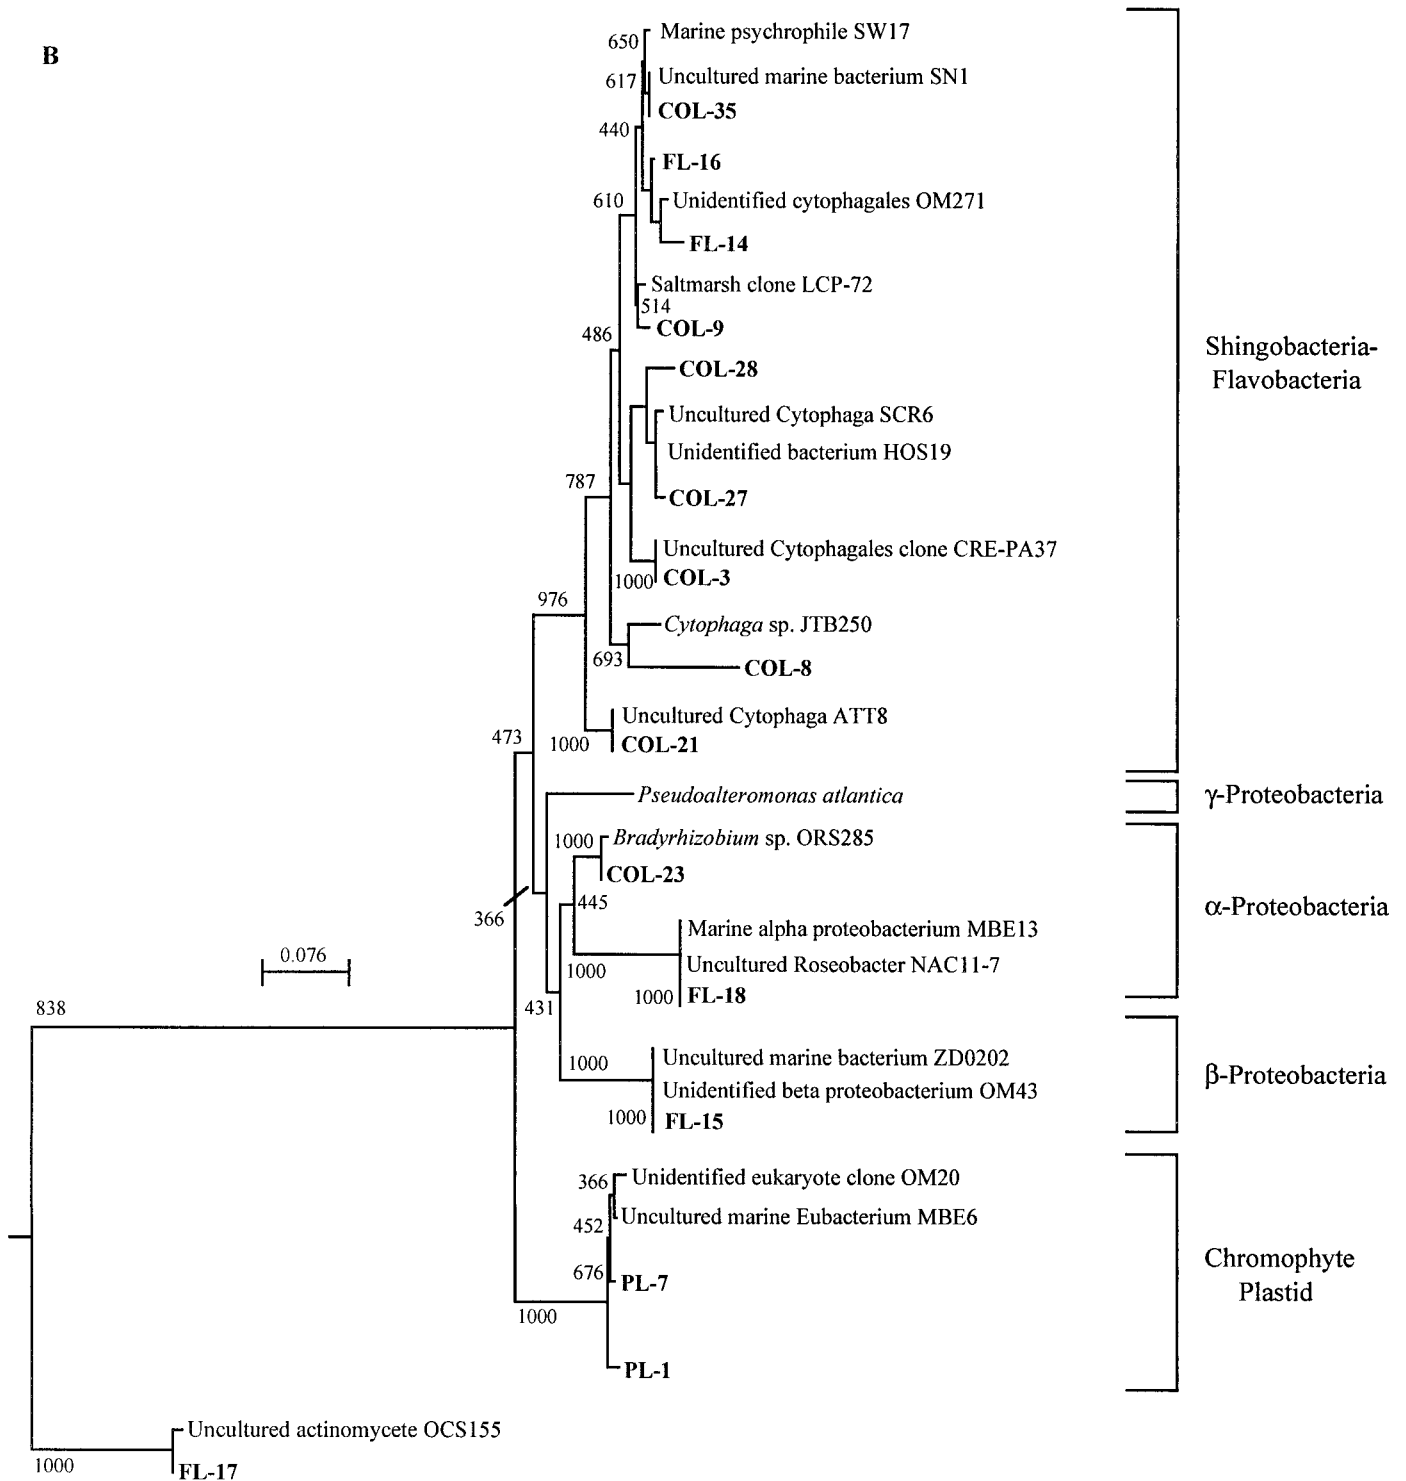 B
650
Marine psychrophile SW17
617
Uncultured marine bacterium SN1
COL-35
440
FL-16
610
Unidentified cytophagales OM271
FL-14
Saltmarsh clone LCP-72
514
COL-9
486
Shingobacteria-
Flavobacteria
COL-28
Uncultured Cytophaga SCR6
Unidentified bacterium HOS19
787
COL-27
Uncultured Cytophagales clone CRE-PA37
1000
COL-3
976
Cytophaga sp. JTB250
693
COL-8
Uncultured Cytophaga ATT8
473
1000
COL-21
Pseudoalteromonas atlantica
γ-Proteobacteria
1000
Bradyrhizobium sp. ORS285
COL-23
445
α-Proteobacteria
366
Marine alpha proteobacterium MBE13
0.076
Uncultured Roseobacter NAC11-7
1000
1000
FL-18
838
431
Uncultured marine bacterium ZD0202
1000
β-Proteobacteria
Unidentified beta proteobacterium OM43
1000
FL-15
366
Unidentified eukaryote clone OM20
452
Uncultured marine Eubacterium MBE6
Chromophyte
Plastid
676
PL-7
1000
PL-1
Uncultured actinomycete OCS155
1000
FL-17